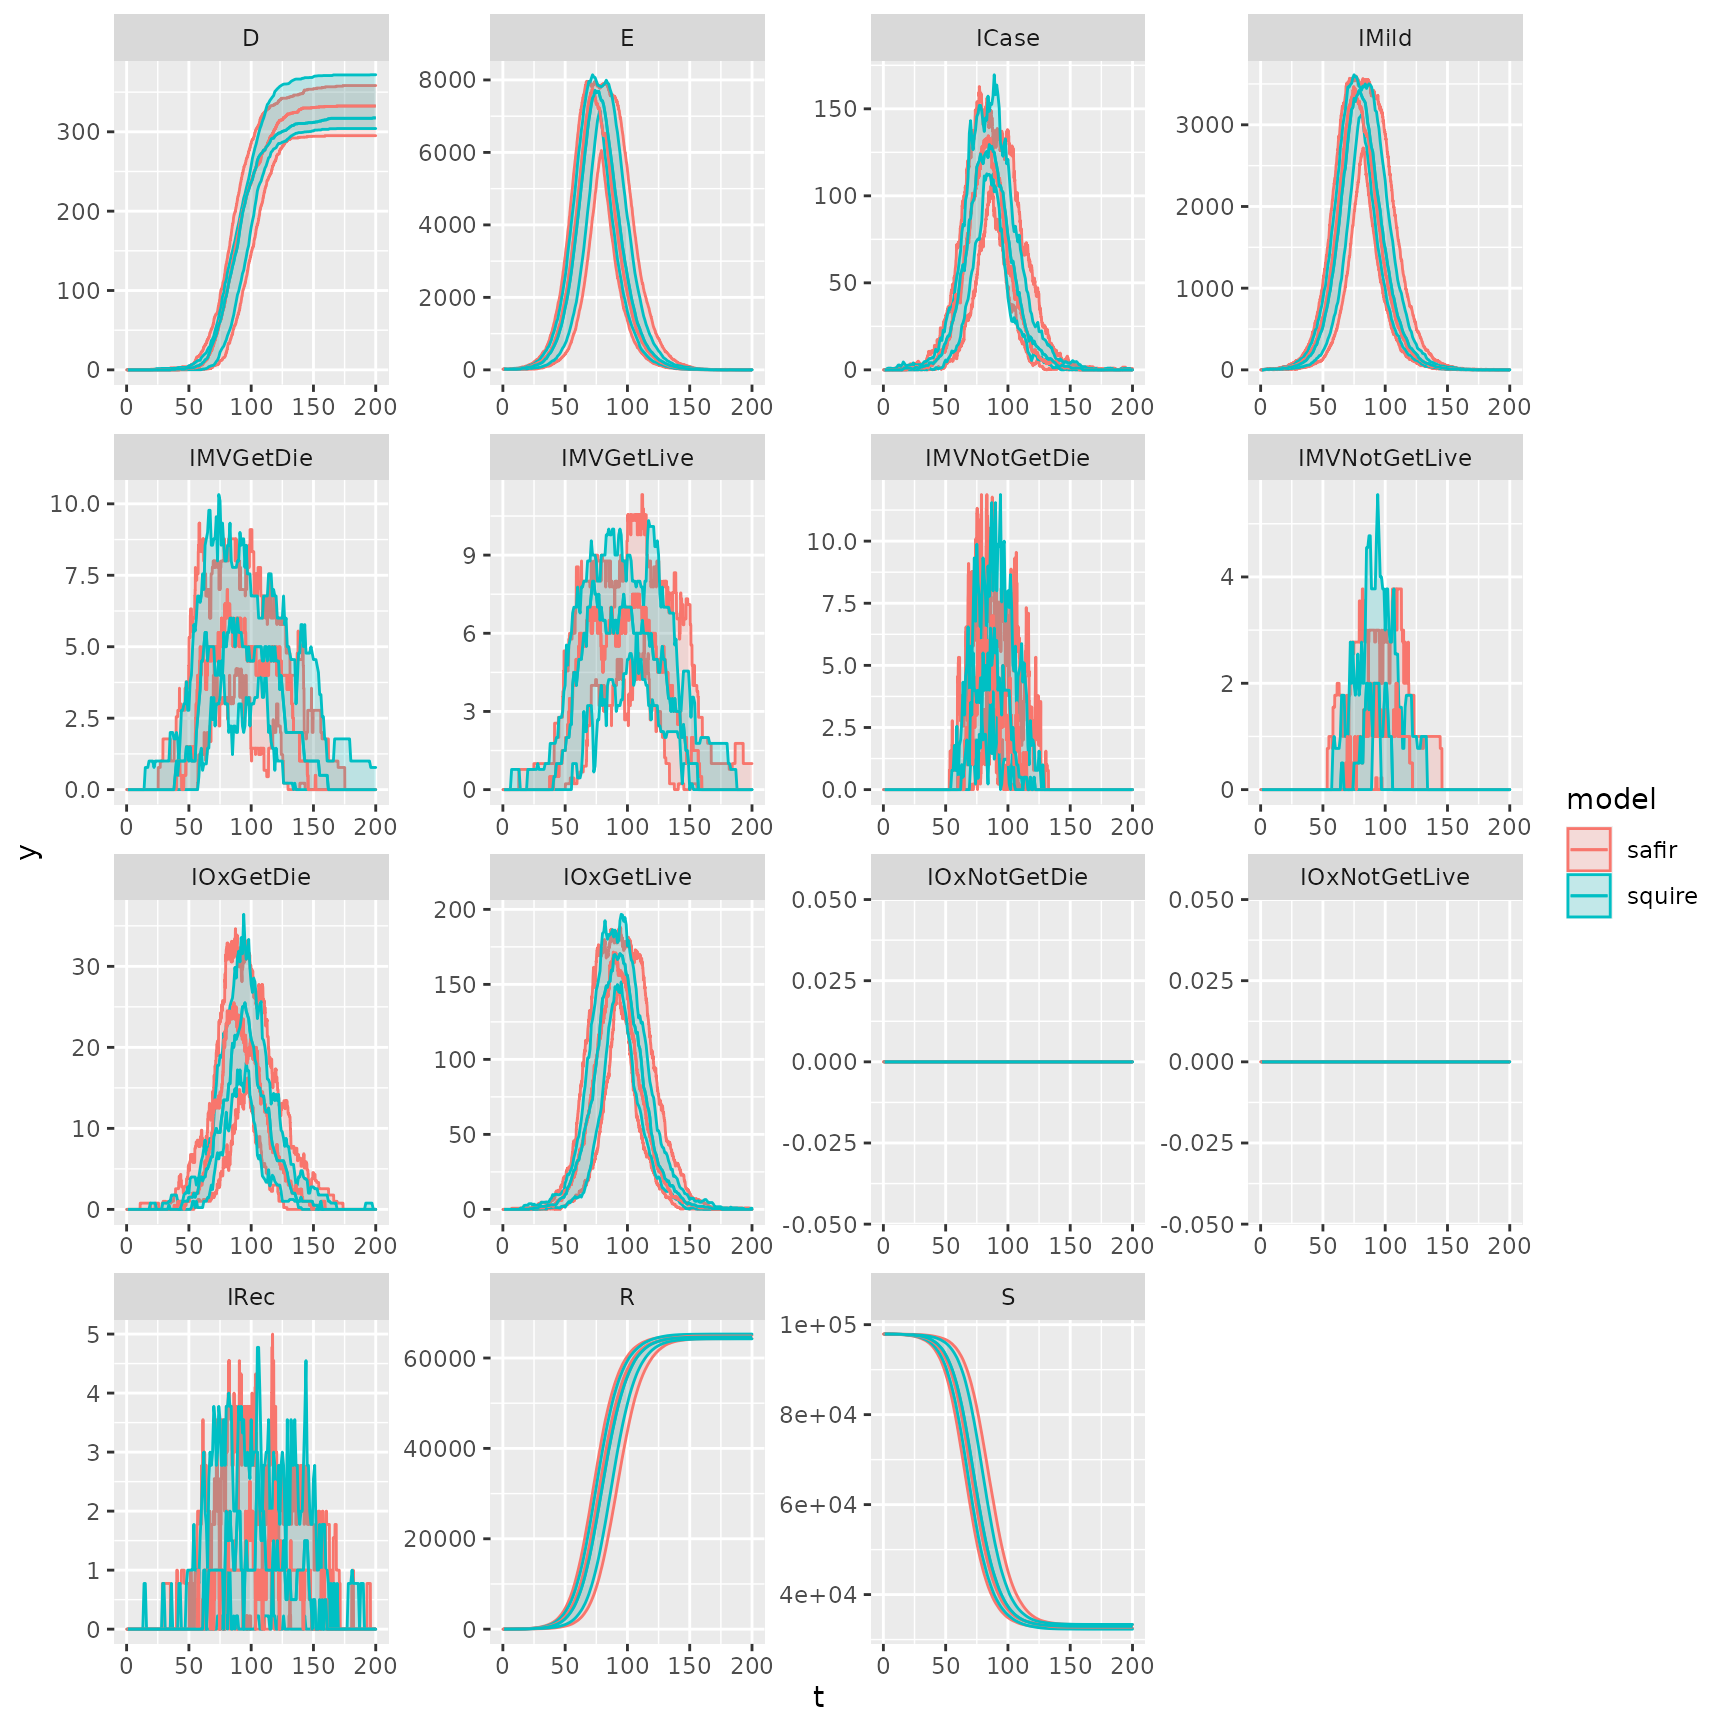 D E ICase IMild
0 100 200 300
0 2000 4000 6000 8000
0 50 100 150
0 1000 2000 3000
0 50 100 150 200 0 50 100 150 200 0 50 100 150 200 0 50 100 150 200
IMVGetDie IMVGetLive IMVNotGetDie IMVNotGetLive
0.0 2.5 5.0 7.5 10.0
0 3 6 9
0.0 2.5 5.0 7.5 10.0
0 2 4
0 50 100 150 200 0 50 100 150 200 0 50 100 150 200 0 50 100 150 200
y
model
safir
squire
IOxGetDie IOxGetLive IOxNotGetDie IOxNotGetLive
0 10 20 30
0 50 100 150 200
-0.050 -0.025 0.000 0.025 0.050
-0.050 -0.025 0.000 0.025 0.050
0 50 100 150 200 0 50 100 150 200 0 50 100 150 200 0 50 100 150 200
IRec R S
0 1 2 3 4 5
0 20000 40000 60000
4e+04 6e+04 8e+04 1e+05
0 50 100 150 200 0 50 100 150 200 0 50 100 150 200
t